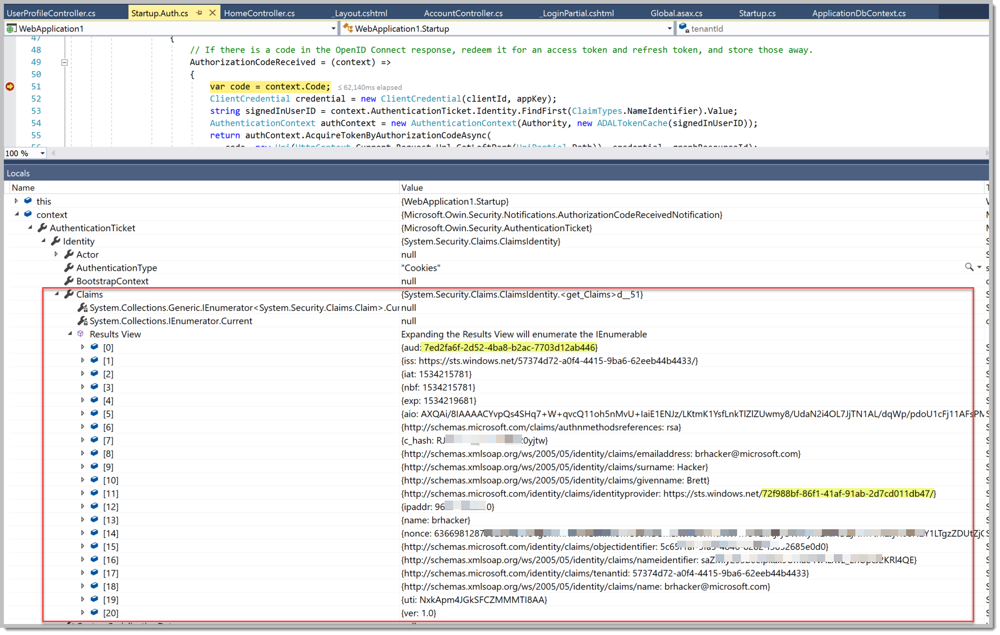 UserProfileController.cs Startup.Auth.cs HomeController.cs _Layout.cshtml AccountController.cs _LoginPartial.cshtml Global.asax.cs Startup.cs ApplicationDbContext.cs
WebApplication1 WebApplication1.Startup tenantId
47 {
48 // If there is a code in the OpenID Connect response, redeem it for an access token and refresh token, and store those away.
49 AuthorizationCodeReceived = (context) =>
50 {
51 var code = context.Code; ≤ 62,140ms elapsed
52 ClientCredential credential = new ClientCredential(clientId, appKey);
53 string signedInUserID = context.AuthenticationTicket.Identity.FindFirst(ClaimTypes.NameIdentifier).Value;
54 AuthenticationContext authContext = new AuthenticationContext(Authority, new ADALTokenCache(signedInUserID));
55 return authContext.AcquireTokenByAuthorizationCodeAsync(
56 code, new Uri(HttpContext.Current.Request.Url.GetLeftPart(UriPartial.Path)), credential, graphResourceId);
100 %
Locals
Name Value
this {WebApplication1.Startup}
context {Microsoft.Owin.Security.Notifications.AuthorizationCodeReceivedNotification}
AuthenticationTicket {Microsoft.Owin.Security.AuthenticationTicket}
Identity {System.Security.Claims.ClaimsIdentity}
Actor null
AuthenticationType "Cookies"
BootstrapContext null
Claims {System.Security.Claims.ClaimsIdentity.<get_Claims>d__51}
System.Collections.Generic.IEnumerator<System.Security.Claims.Claim>.Cur null
System.Collections.IEnumerator.Current null
Results View Expanding the Results View will enumerate the IEnumerable
[0] {aud: 7ed2fa6f-2d52-4ba8-b2ac-7703d12ab446}
[1] {iss: https://sts.windows.net/57374d72-a0f4-4415-9ba6-62eeb44b4433/}
[2] {iat: 1534215781}
[3] {nbf: 1534215781}
[4] {exp: 1534219681}
[5] {aio: AXQAi/8IAAAACYvpQs4SHq7+W+qvcQ11oh5nMvU+IaiE1ENJz/LKtmK1YsfLnkTlZIZUwmy8/UdaN2i4OL7JjTN1AL/dqWp/pdoU1cFj11AFsPM
[6] {http://schemas.microsoft.com/claims/authnmethodsreferences: rsa}
[7] {c_hash: RJ 0yjtw}
[8] {http://schemas.xmlsoap.org/ws/2005/05/identity/claims/emailaddress: brhacker@microsoft.com}
[9] {http://schemas.xmlsoap.org/ws/2005/05/identity/claims/surname: Hacker}
[10] {http://schemas.xmlsoap.org/ws/2005/05/identity/claims/givenname: Brett}
[11] {http://schemas.microsoft.com/identity/claims/identityprovider: https://sts.windows.net/72f988bf-86f1-41af-91ab-2d7cd011db47/}
[12] {ipaddr: 96 0}
[13] {name: brhacker}
[14] {nonce: 6366981287 Y1LTgzZDUtZjC
[15] {http://schemas.microsoft.com/identity/claims/objectidentifier: 5c65 2685e0d0}
[16] {http://schemas.xmlsoap.org/ws/2005/05/identity/claims/nameidentifier: saZ 2KRl4QE}
[17] {http://schemas.microsoft.com/identity/claims/tenantid: 57374d72-a0f4-4415-9ba6-62eeb44b4433}
[18] {http://schemas.xmlsoap.org/ws/2005/05/identity/claims/name: brhacker@microsoft.com}
[19] {uti: NxkApm4JGkSFCZMMMTI8AA}
[20] {ver: 1.0}